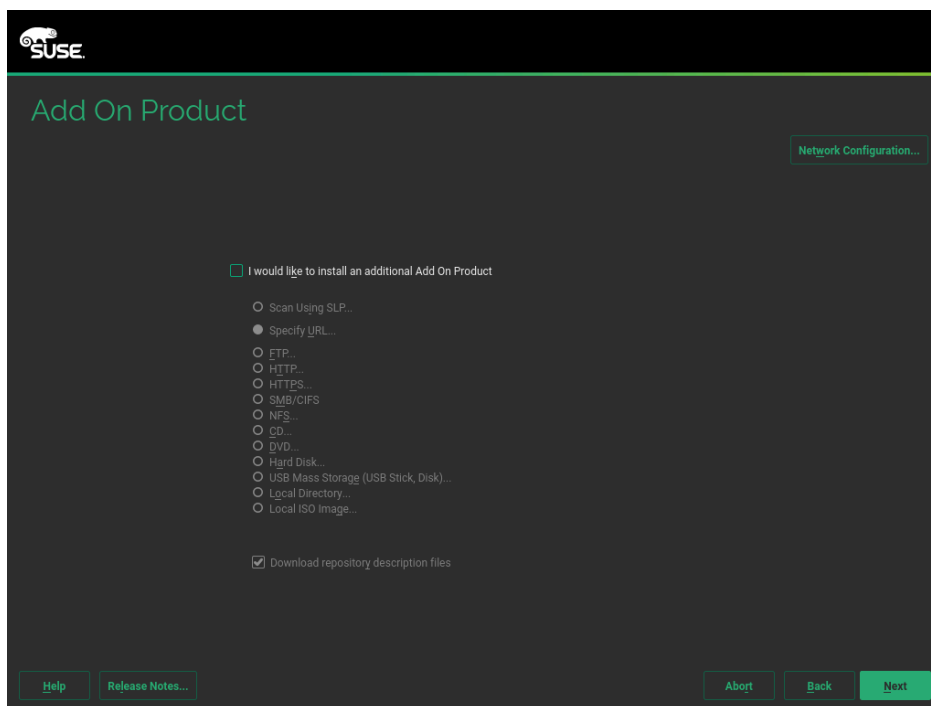 SUSE.
Add On Product
Network Configuration...
I would like to install an additional Add On Product
Scan Using SLP...
Specify URL...
FTP...
HTTP...
HTTPS...
SMB/CIFS
NFS...
CD...
DVD...
Hard Disk...
USB Mass Storage (USB Stick, Disk)...
Local Directory...
Local ISO Image...
Download repository description files
Help Release Notes... Abort Back Next